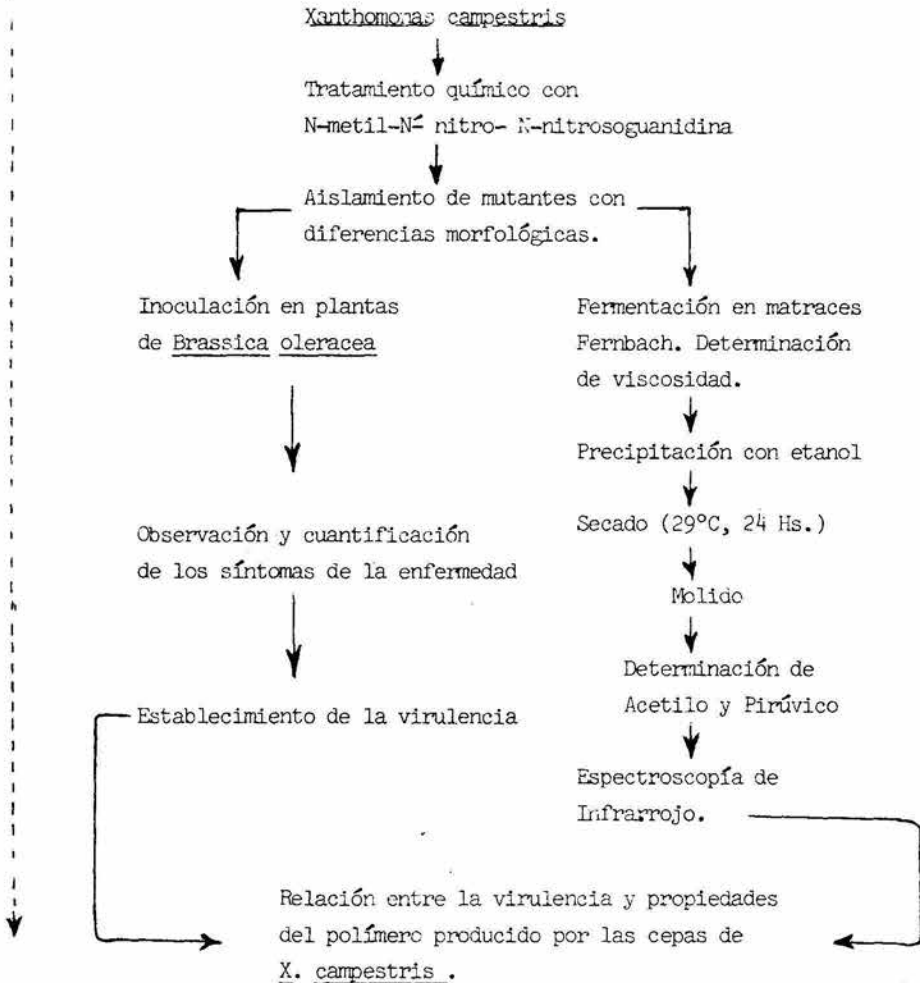 Xanthomonas campestris
Tratamiento químico con
N-metil-N' nitro- N-nitrosoguanidina
Aislamiento de mutantes con
diferencias morfológicas.
Inoculación en plantas
de Brassica oleracea
Observación y cuantificación
de los síntomas de la enfermedad
Establecimiento de la virulencia
Fermentación en matraces
Fernbach. Determinación
de viscosidad.
Precipitación con etanol
Secado (29°C, 24 Hs.)
Molido
Determinación de
Acetilo y Pirúvico
Espectroscopía de
Infrarrojo.
Relación entre la virulencia y propiedades
del polímero producido por las cepas de
X. campestris .